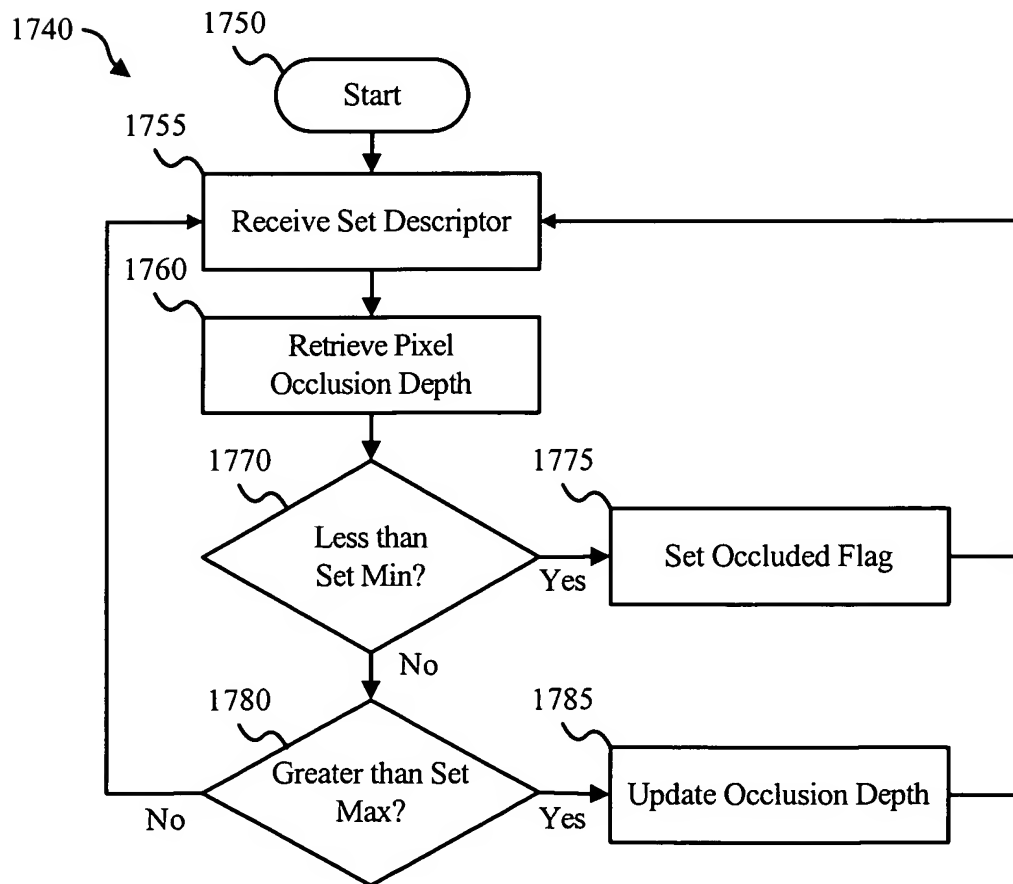 1740
1750
Start
1755
Receive Set Descriptor
1760
Retrieve Pixel
Occlusion Depth
1770
Less than
Set Min?
Yes
1775
Set Occluded Flag
No
1780
Greater than Set
Max?
No
Yes
1785
Update Occlusion Depth